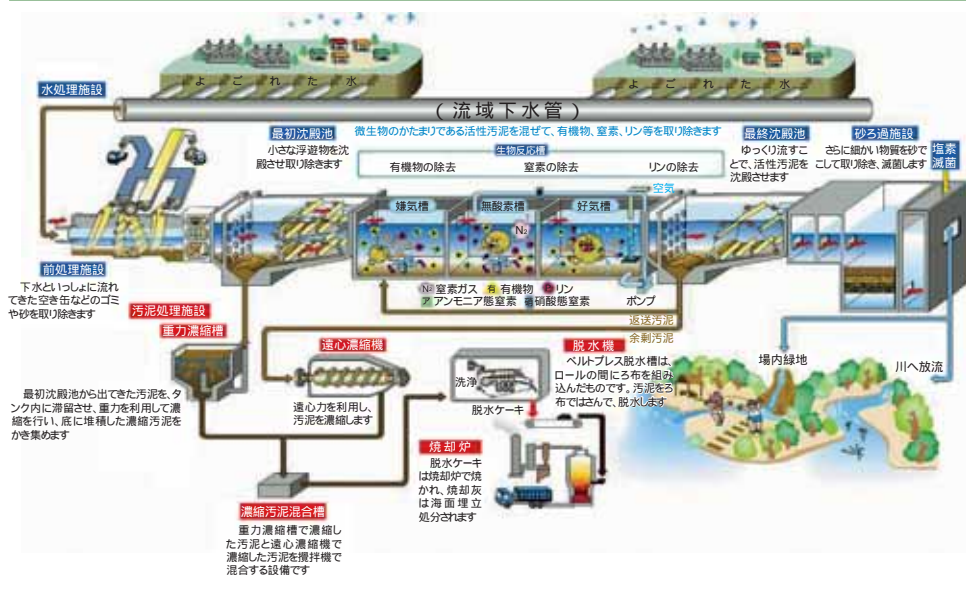 よごれた水
よごれた水
水処理施設
(流域下水管)
微生物のかたまりである活性汚泥を混ぜて、有機物、窒素、リン等を取り除きます
最初沈殿池
小さな浮遊物を沈
殿させ取り除きます
生物反応槽
有機物の除去
窒素の除去
リンの除去
最終沈殿池
ゆっくり流すこ
とで、活性汚泥を
沈殿させます
砂ろ過施設
さらに細かい物質を砂で
こして取り除き、滅菌します
塩素
滅菌
空気
嫌気槽
無酸素槽
好気槽
N₂
前処理施設
下水といっしょに流れ
てきた空き缶などのゴミ
や砂を取り除きます
N₂ 窒素ガス 有 有機物 リン
ア アンモニア態窒素 硝 硝酸態窒素
ポンプ
返送汚泥
余剰汚泥
汚泥処理施設
重力濃縮槽
最初沈殿池から出てきた汚泥を、タ
ンク内に滞留させ、重力を利用して濃
縮を行い、底に堆積した濃縮汚泥を
かき集めます
遠心濃縮機
遠心力を利用し、
汚泥を濃縮します
洗浄
脱水ケーキ
脱水機
ベルトプレス脱水槽は、
ロールの間にろ布を組み
込んだものです。汚泥をろ
布ではさんで、脱水します
場内緑地
川へ放流
焼却炉
脱水ケーキ
は焼却炉で焼
かれ、焼却灰
は海面埋立
処分されます
濃縮汚泥混合槽
重力濃縮槽で濃縮し
た汚泥と遠心濃縮機で
濃縮した汚泥を攪拌機で
混合する設備です